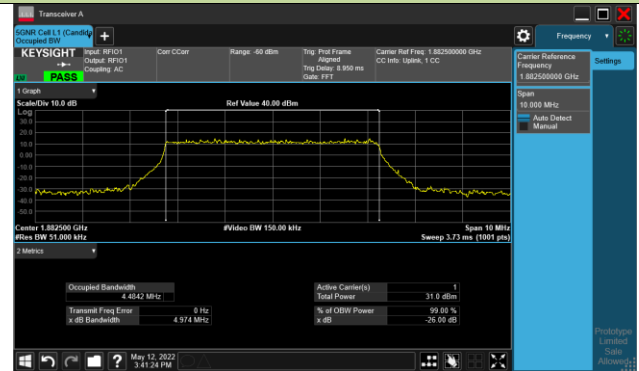 Transceiver A
5GNR Cell L1 (Candid
Occupied BW
Frequency
KEYSIGHT
PASS
Input: RFIO1
Output: RFIO1
Coupling: AC
Corr CCorr
Range: -60 dBm
Trig: Prot Frame
Aligned
Trig Delay: 8.950 ms
Gate: FFT
Carrier Ref Freq: 1.882500000 GHz
CC Info: Uplink, 1 CC
Carrier Reference
Frequency
1.882500000 GHz
Settings
Span
10.000 MHz
Auto Detect
Manual
1 Graph
Scale/Div 10.0 dB
Ref Value 40.00 dBm
Log
30.0
20.0
10.0
0.00
-10.0
-20.0
-30.0
-40.0
-50.0
Center 1.882500 GHz
#Video BW 150.00 kHz
Span 10 MHz
#Res BW 51.000 kHz
Sweep 3.73 ms (1001 pts)
2 Metrics
Occupied Bandwidth
4.4842 MHz
Active Carrier(s) 1
Total Power 31.0 dBm
Transmit Freq Error 0 Hz
x dB Bandwidth 4.974 MHz
% of OBW Power 99.00 %
x dB -26.00 dB
Prototype
Limited
Sale
Allowed
?
May 12, 2022
3:41:24 PM